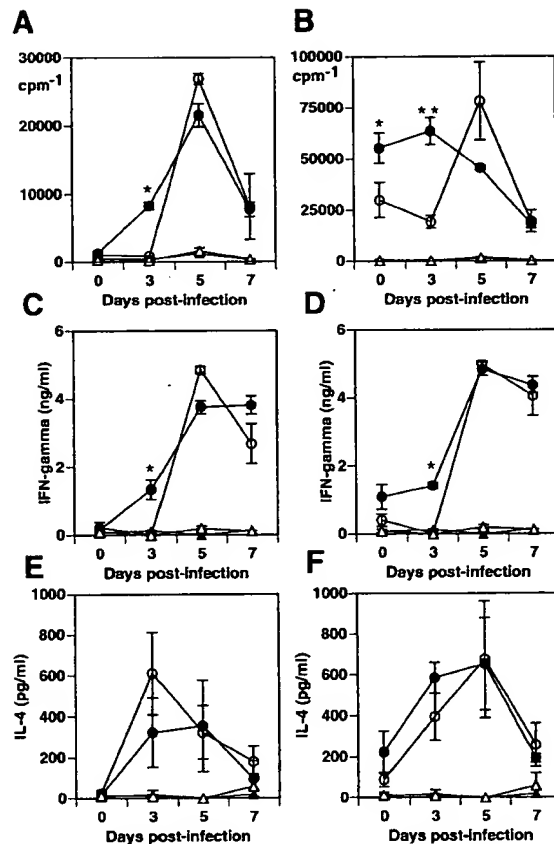 A
B
30000
cpm-1
20000
10000
0
0 3 5 7
Days post-infection
*
100000
cpm-1
75000
50000
25000
0
0 3 5 7
Days post-infection
* **
C
D
6
4
2
0
IFN-gamma (ng/ml)
0 3 5 7
Days post-infection
*
6
4
2
0
IFN-gamma (ng/ml)
0 3 5 7
Days post-infection
*
E
F
1000
800
600
400
200
0
IL-4 (pg/ml)
0 3 5 7
Days post-infection
1000
800
600
400
200
0
IL-4 (pg/ml)
0 3 5 7
Days post-infection